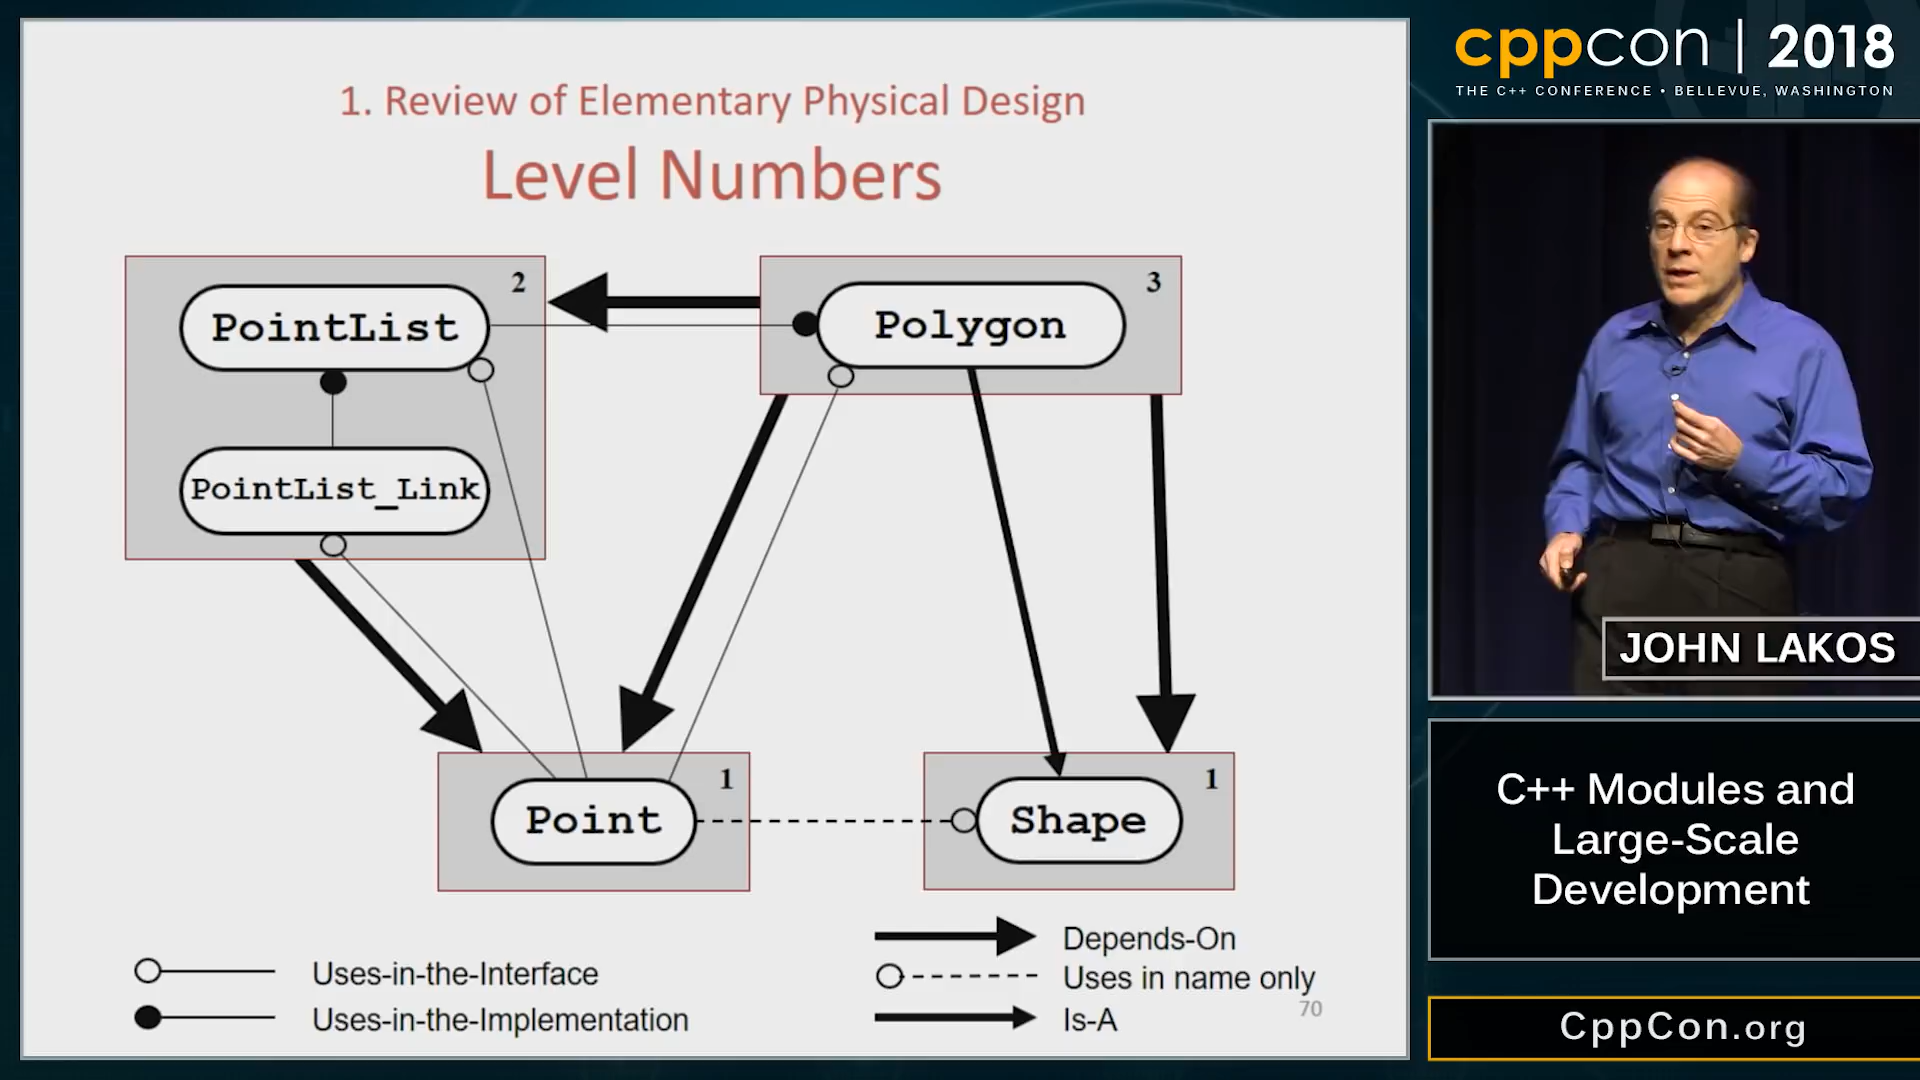 1. Review of Elementary Physical Design
Level Numbers
2
PointList
PointList_Link
3
Polygon
1
Point
1
Shape
Uses-in-the-Interface
Uses-in-the-Implementation
Depends-On
Uses in name only
Is-A
70
cppcon | 2018
THE C++ CONFERENCE • BELLEVUE, WASHINGTON
JOHN LAKOS
C++ Modules and
Large-Scale
Development
CppCon.org